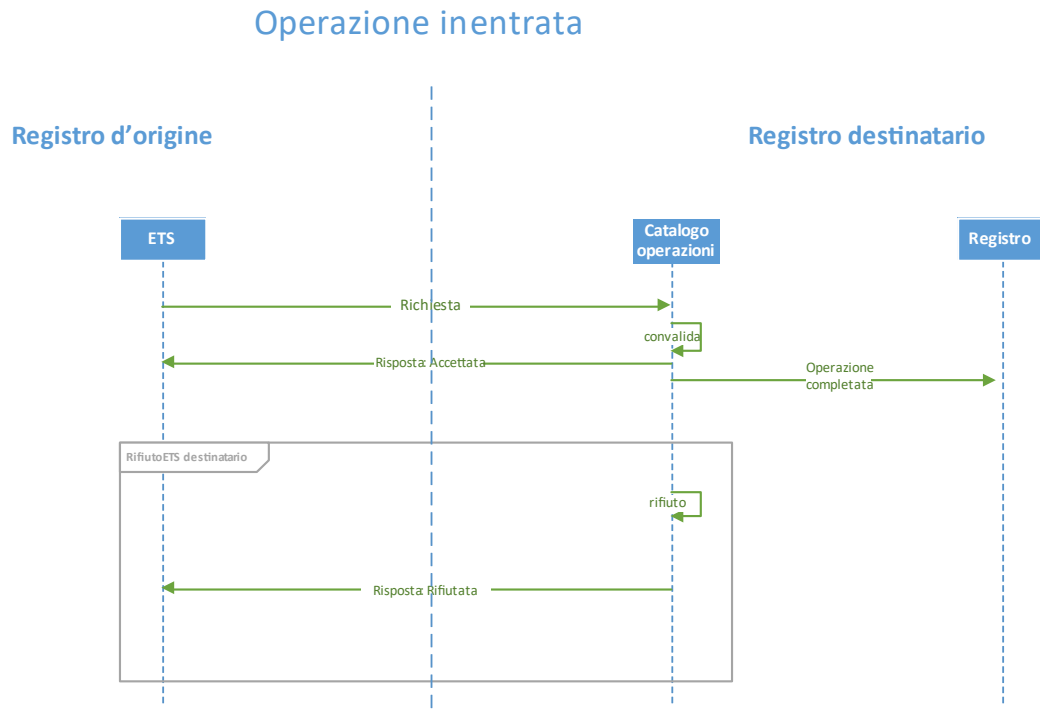 Operazione inentrata
Registro d'origine
Registro destinatario
ETS
Catalogo
operazioni
Registro
Richiesta
convalida
Risposta: Accettata
Operazione
completata
RifiutoETS destinatario
rifiuto
Risposta: Rifiutata